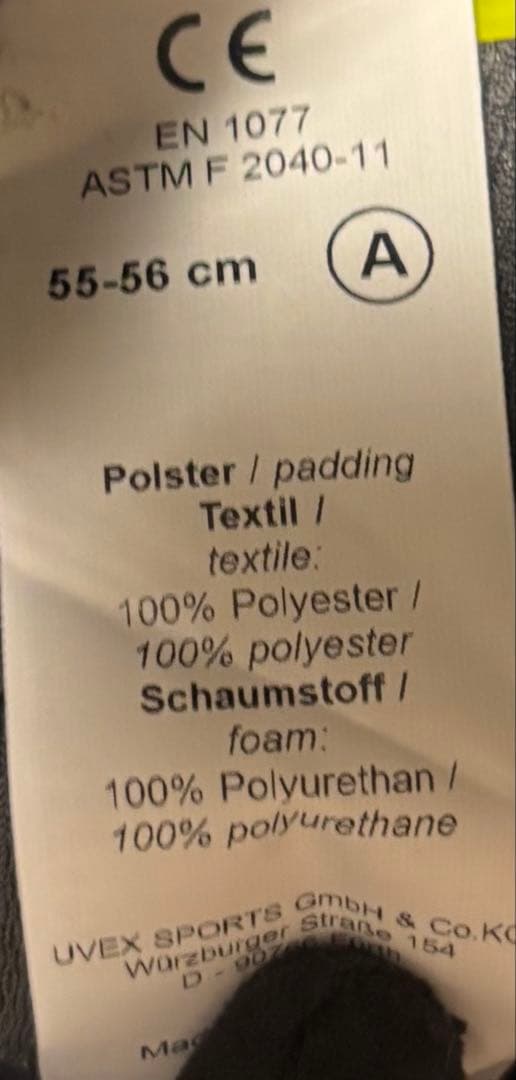 CE
EN 1077
ASTM F 2040-11
55-56 cm A
Polster / padding
Textil /
textile:
100% Polyester /
100% polyester
Schaumstoff /
foam:
100% Polyurethan /
100% polyurethane
UVEX SPORTS GmbH & Co.KG
Würzburger Straße 154
D -